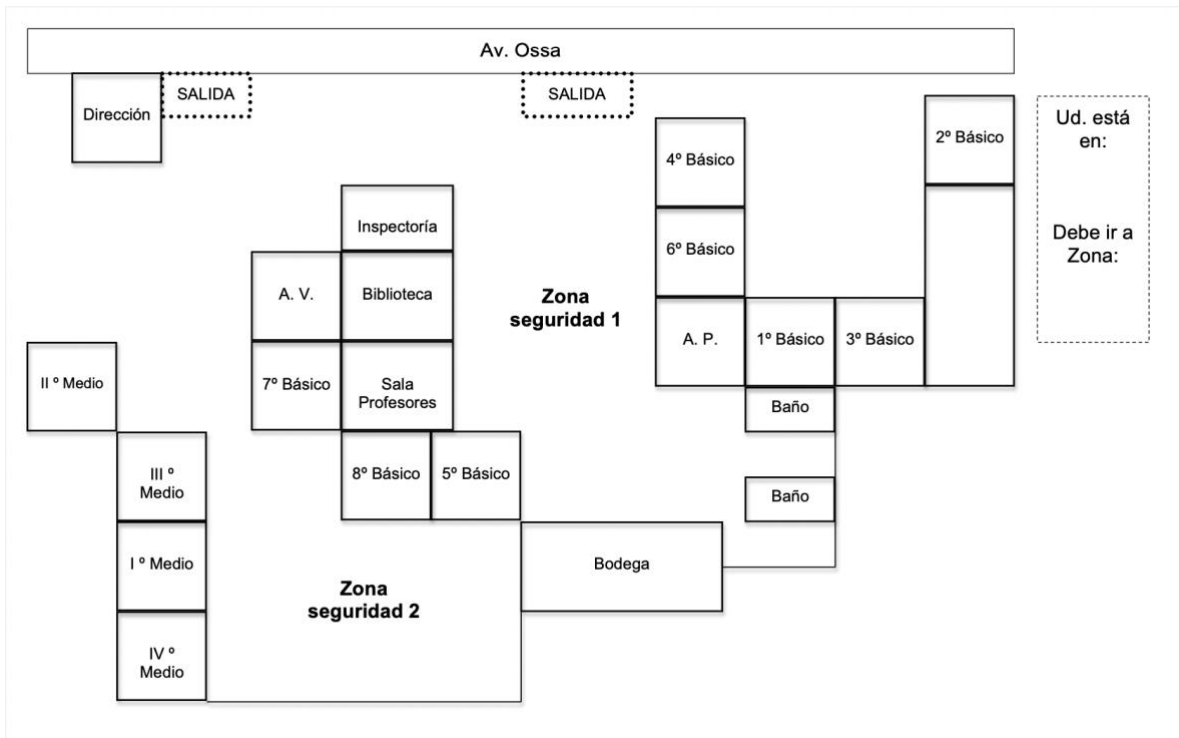 Av. Ossa
SALIDA
SALIDA
Dirección
Ud. está
en:
Debe ir a
Zona:
2º Básico
4º Básico
Inspectoría
6º Básico
A. V.
Biblioteca
Zona
seguridad 1
A. P.
1º Básico
3º Básico
II º Medio
7º Básico
Sala
Profesores
Baño
III º
Medio
8º Básico
5º Básico
Baño
I º Medio
Bodega
Zona
seguridad 2
IV º
Medio